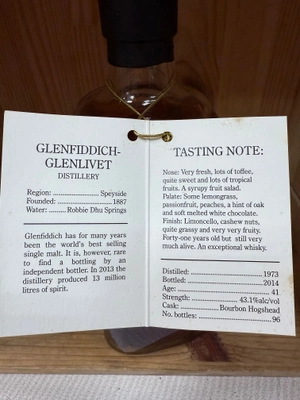 GLENFIDDICH-
GLENLIVET
DISTILLERY
Region: ........................ Speyside
Founded: ........................... 1887
Water: ......... Robbie Dhu Springs
Glenfiddich has for many years
been the world's best selling
single malt. It is, however, rare
to find a bottling by an
independent bottler. In 2013 the
distillery produced 13 million
litres of spirit.
TASTING NOTE:
Nose: Very fresh, lots of toffee,
quite sweet and lots of tropical
fruits. A syrupy fruit salad.
Palate: Some lemongrass,
passionfruit, peaches, a hint of oak
and soft melted white chocolate.
Finish: Limoncello, cashew nuts,
quite grassy and very very fruity.
Forty-one years old but still very
much alive. An exceptional whisky.
Distilled: ................................ 1973
Bottled: .................................. 2014
Age: ........................................... 41
Strength: ....................... 43.1%alc/vol
Cask: .................. Bourbon Hogshead
No. bottles: ................................ 96